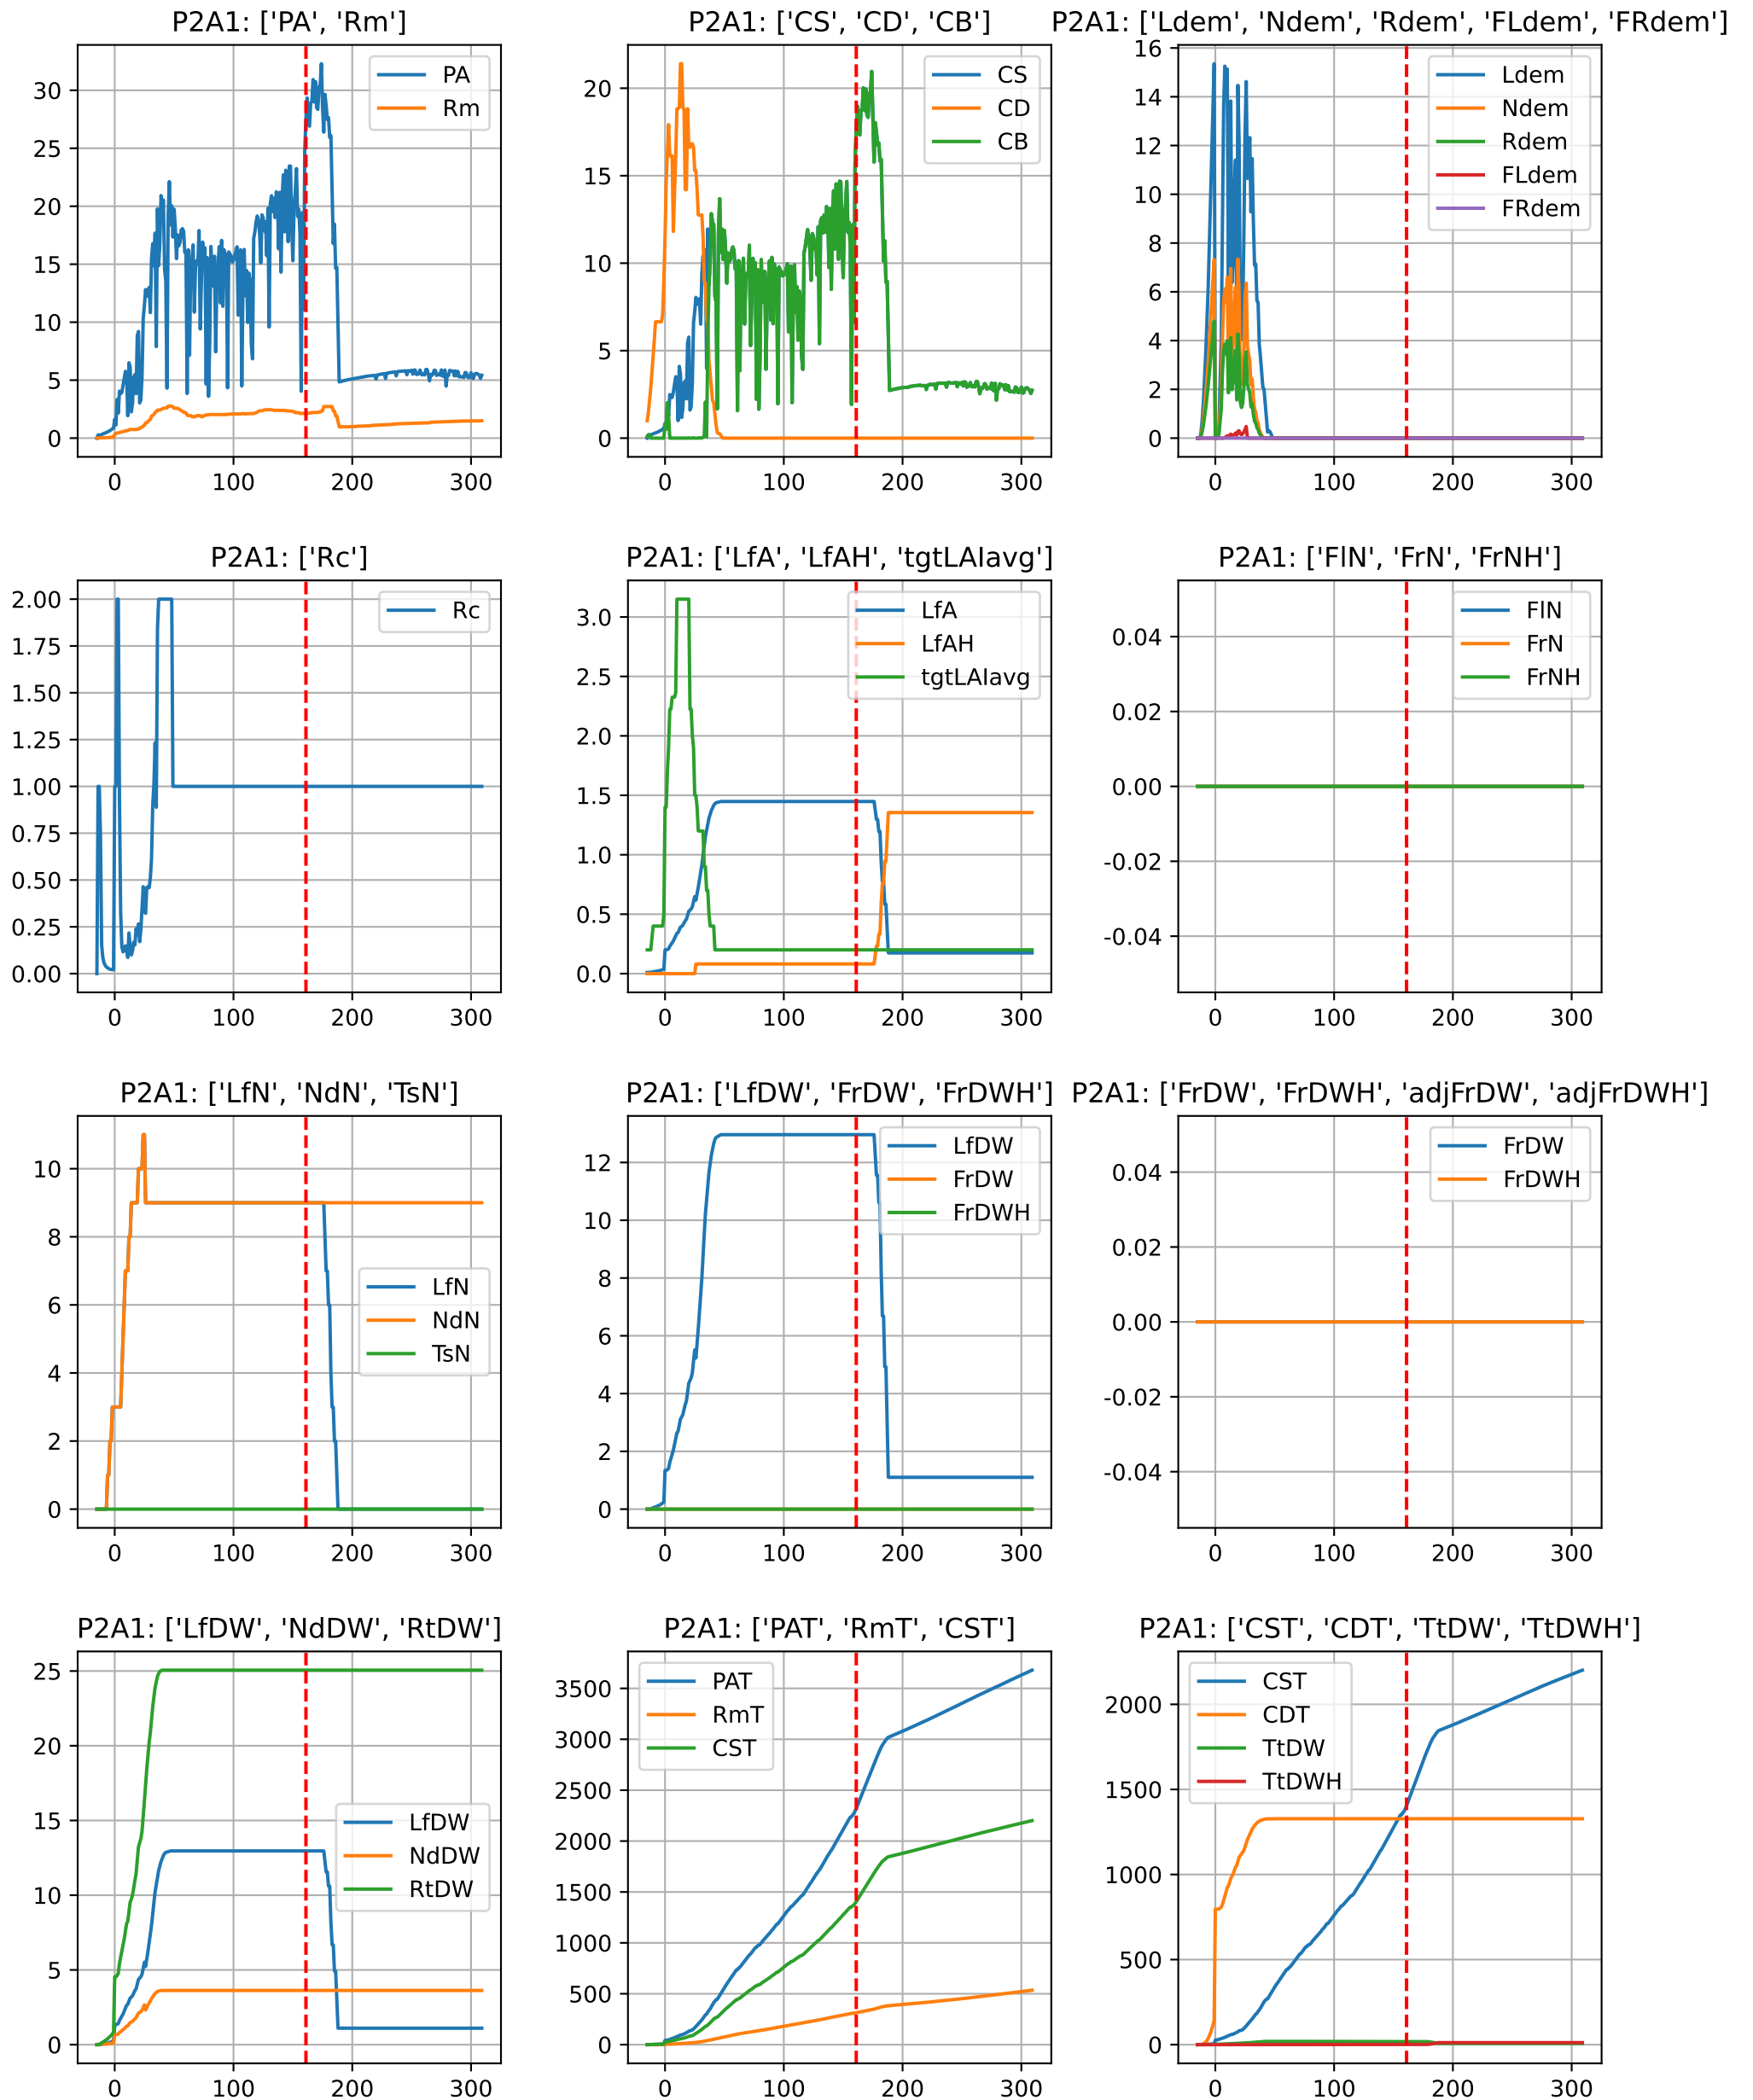 P2A1: ['PA', 'Rm']
30
25
20
15
10
5
0
0 100 200 300
PA
Rm
P2A1: ['CS', 'CD', 'CB']
20
15
10
5
0
0 100 200 300
CS
CD
CB
P2A1: ['Ldem', 'Ndem', 'Rdem', 'FLdem', 'FRdem']
16
14
12
10
8
6
4
2
0
0 100 200 300
Ldem
Ndem
Rdem
FLdem
FRdem
P2A1: ['Rc']
2.00
1.75
1.50
1.25
1.00
0.75
0.50
0.25
0.00
0 100 200 300
Rc
P2A1: ['LfA', 'LfAH', 'tgtLAIavg']
3.0
2.5
2.0
1.5
1.0
0.5
0.0
0 100 200 300
LfA
LfAH
tgtLAIavg
P2A1: ['FlN', 'FrN', 'FrNH']
0.04
0.02
0.00
-0.02
-0.04
0 100 200 300
FlN
FrN
FrNH
P2A1: ['LfN', 'NdN', 'TsN']
10
8
6
4
2
0
0 100 200 300
LfN
NdN
TsN
P2A1: ['LfDW', 'FrDW', 'FrDWH']
12
10
8
6
4
2
0
0 100 200 300
LfDW
FrDW
FrDWH
P2A1: ['FrDW', 'FrDWH', 'adjFrDW', 'adjFrDWH']
0.04
0.02
0.00
-0.02
-0.04
0 100 200 300
FrDW
FrDWH
P2A1: ['LfDW', 'NdDW', 'RtDW']
25
20
15
10
5
0
0 100 200 300
LfDW
NdDW
RtDW
P2A1: ['PAT', 'RmT', 'CST']
3500
3000
2500
2000
1500
1000
500
0
0 100 200 300
PAT
RmT
CST
P2A1: ['CST', 'CDT', 'TtDW', 'TtDWH']
2000
1500
1000
500
0
0 100 200 300
CST
CDT
TtDW
TtDWH